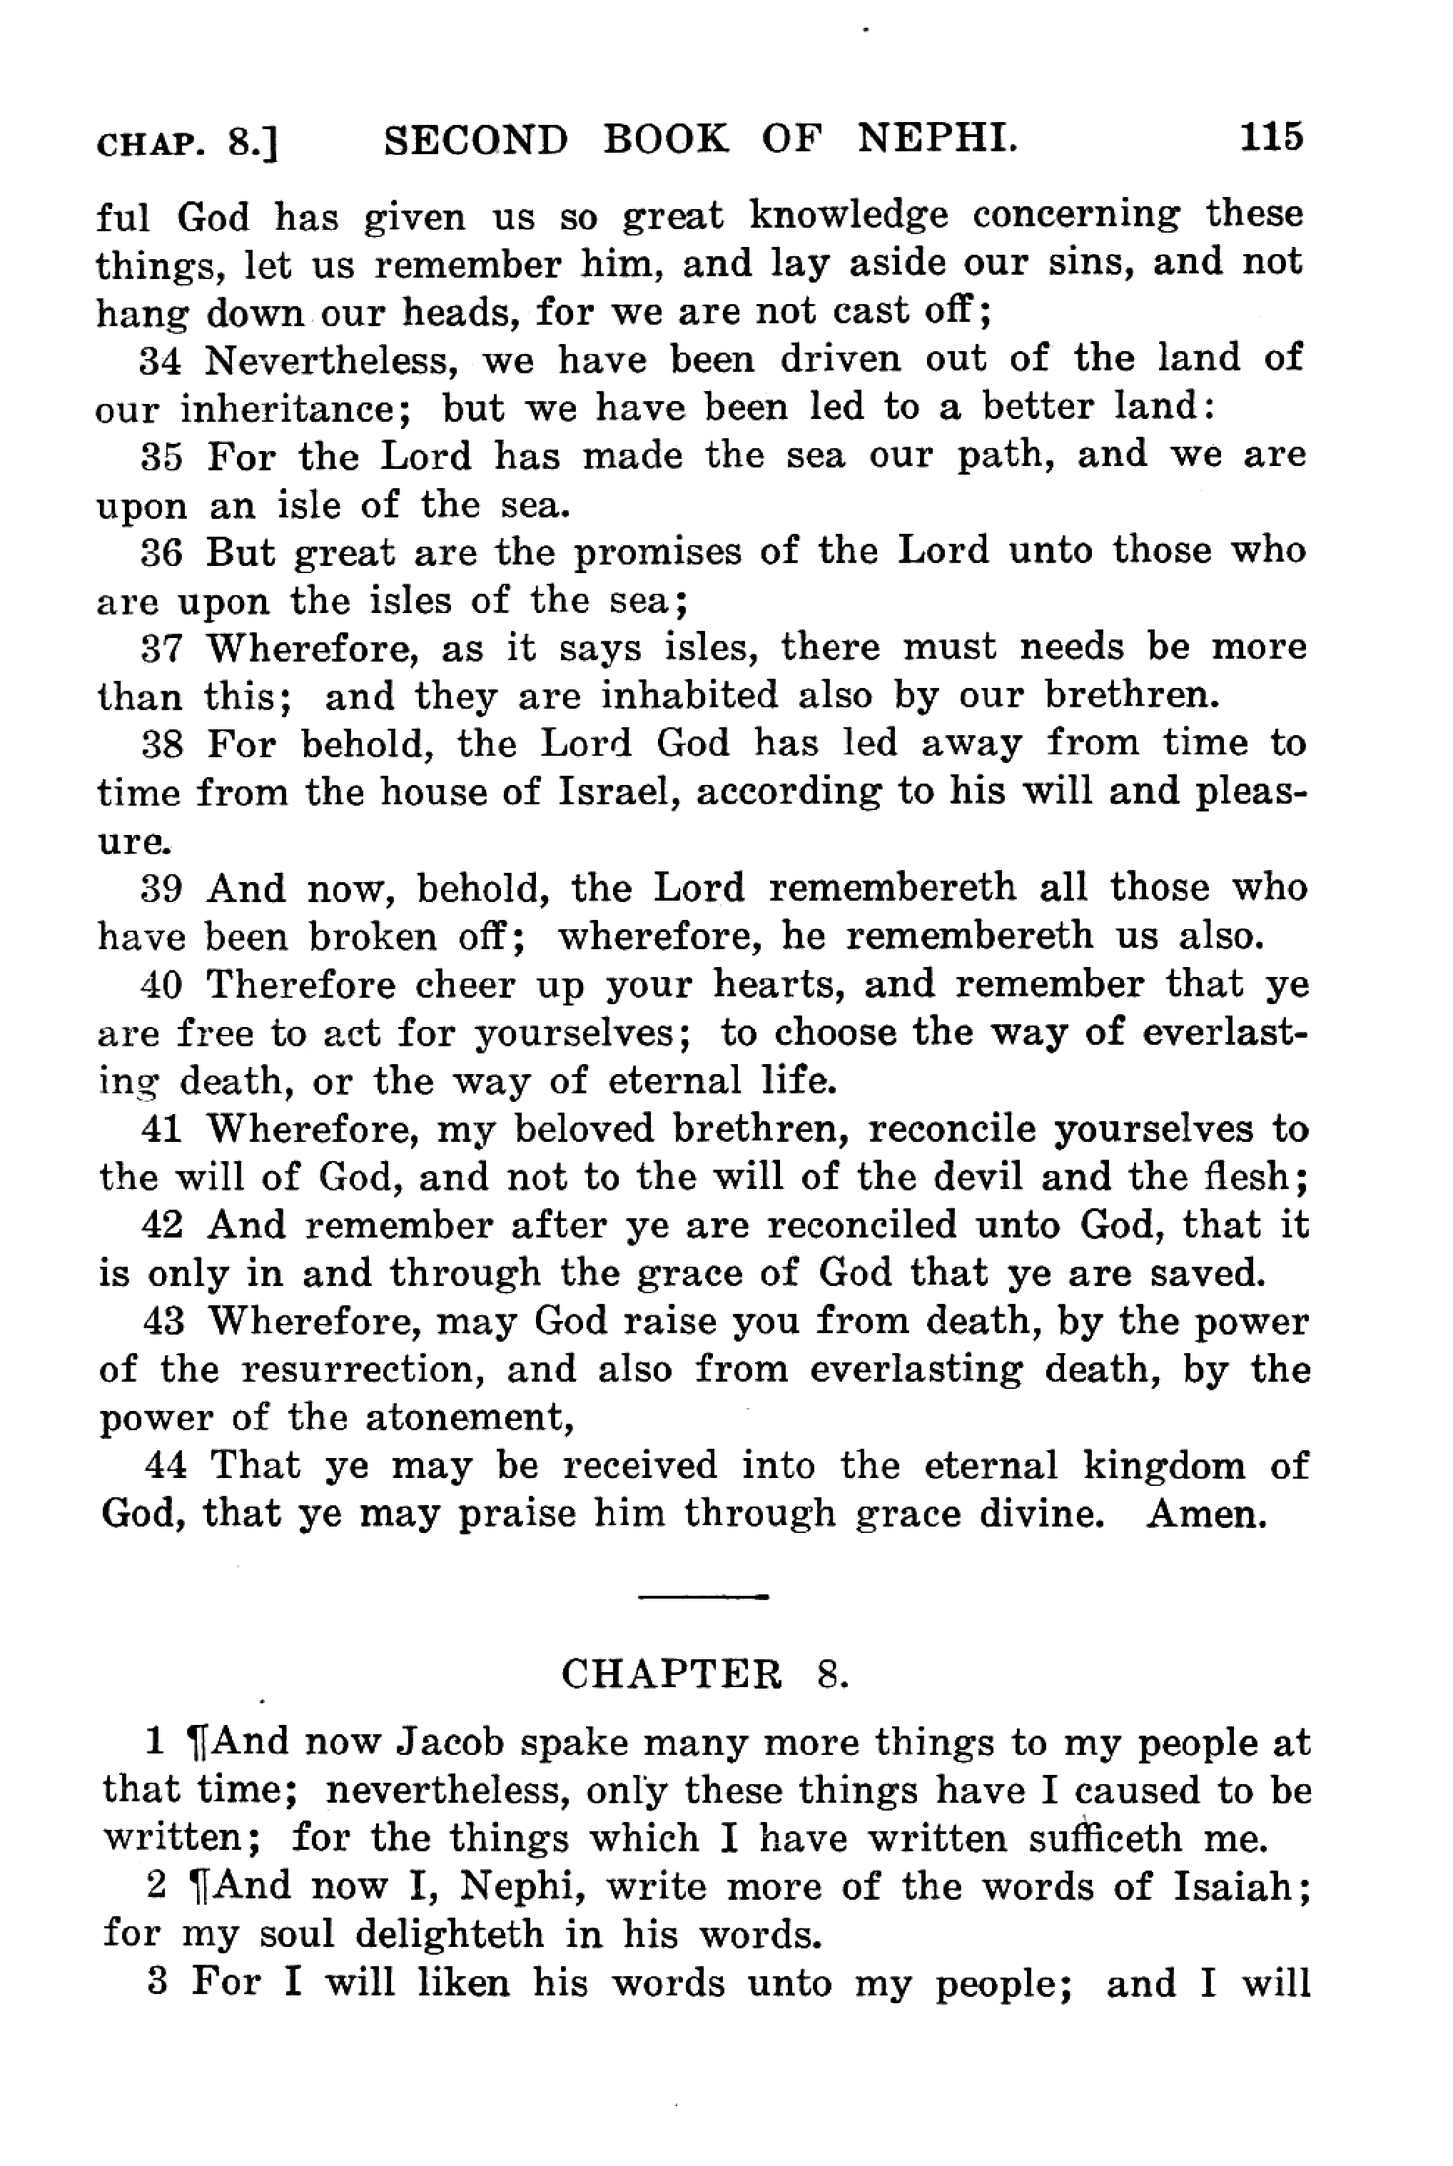 CHAP. 8.] SECOND BOOK OF NEPHI. 115
ful God has given us so great knowledge concerning these
things, let us remember him, and lay aside our sins, and not
hang down our heads, for we are not cast off;
34 Nevertheless, we have been driven out of the land of
our inheritance; but we have been led to a better land:
35 For the Lord has made the sea our path, and we are
upon an isle of the sea.
36 But great are the promises of the Lord unto those who
are upon the isles of the sea;
37 Wherefore, as it says isles, there must needs be more
than this; and they are inhabited also by our brethren.
38 For behold, the Lord God has led away from time to
time from the house of Israel, according to his will and pleas-
ure.
39 And now, behold, the Lord remembereth all those who
have been broken off; wherefore, he remembereth us also.
40 Therefore cheer up your hearts, and remember that ye
are free to act for yourselves; to choose the way of everlast-
ing death, or the way of eternal life.
41 Wherefore, my beloved brethren, reconcile yourselves to
the will of God, and not to the will of the devil and the flesh;
42 And remember after ye are reconciled unto God, that it
is only in and through the grace of God that ye are saved.
43 Wherefore, may God raise you from death, by the power
of the resurrection, and also from everlasting death, by the
power of the atonement,
44 That ye may be received into the eternal kingdom of
God, that ye may praise him through grace divine. Amen.
CHAPTER 8.
1 ¶And now Jacob spake many more things to my people at
that time; nevertheless, only these things have I caused to be
written; for the things which I have written sufficeth me.
2 ¶And now I, Nephi, write more of the words of Isaiah;
for my soul delighteth in his words.
3 For I will liken his words unto my people; and I will